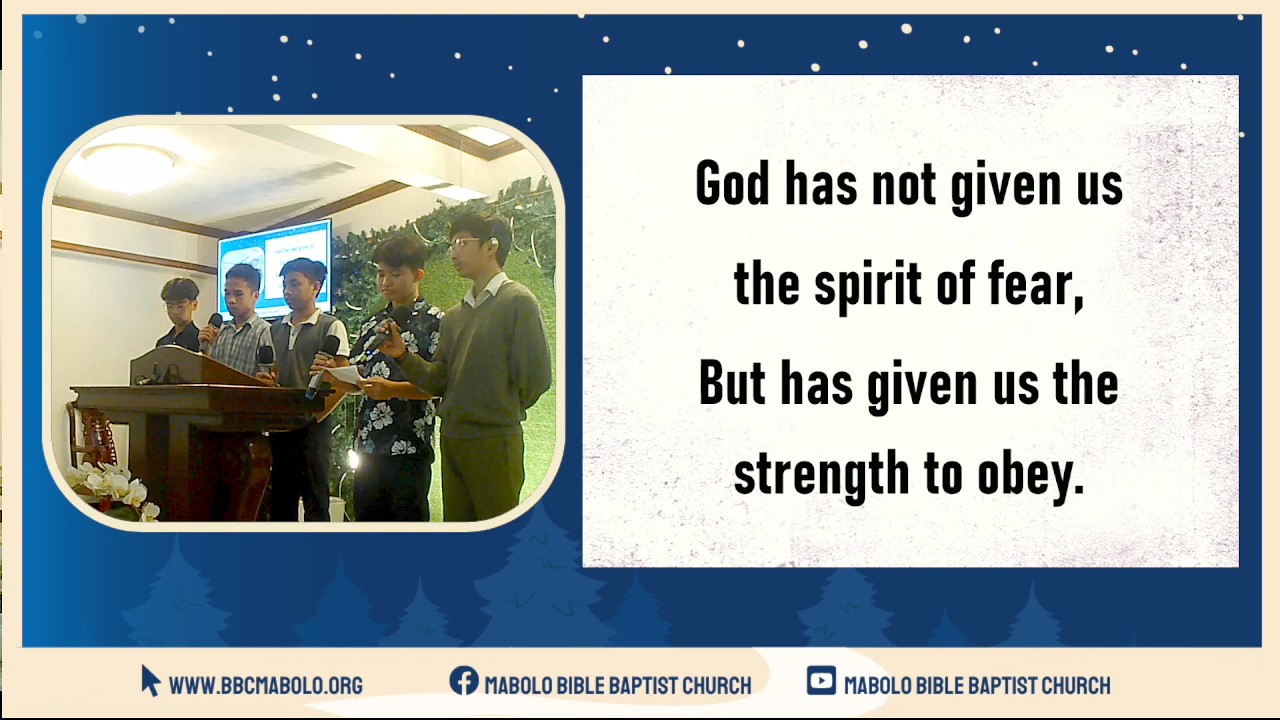 God has not given us
the spirit of fear,
But has given us the
strength to obey.
WWW.BBCMABOLO.ORG
MABOLO BIBLE BAPTIST CHURCH
MABOLO BIBLE BAPTIST CHURCH